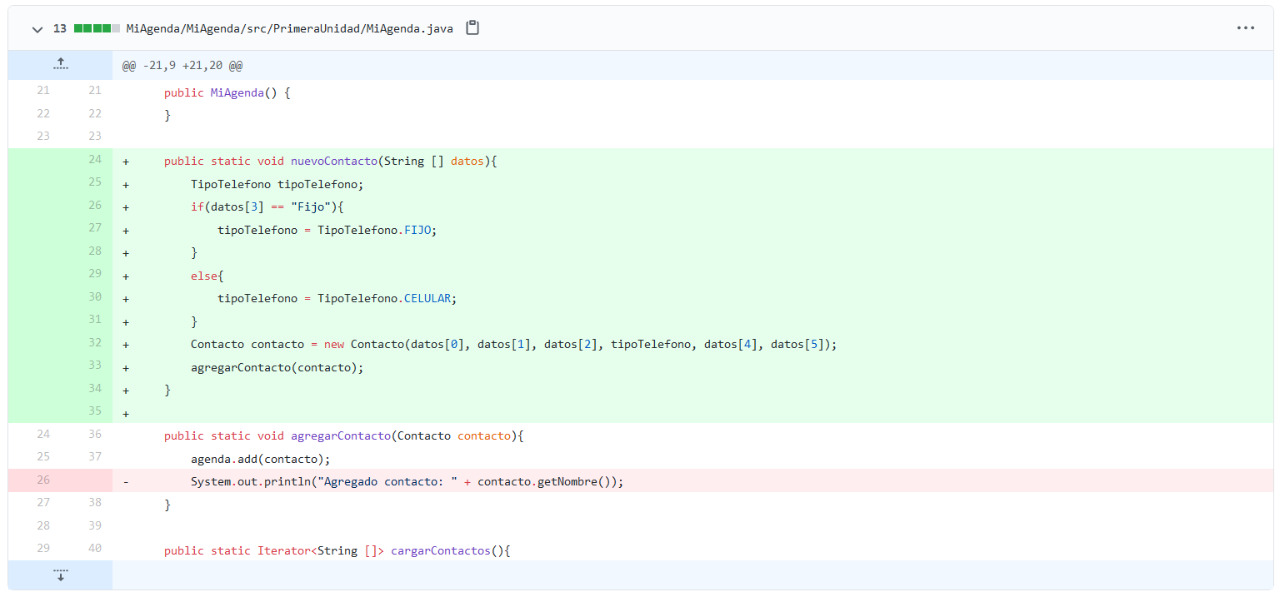 13 MiAgenda/MiAgenda/src/PrimeraUnidad/MiAgenda.java
@@ -21,9 +21,20 @@
21 21 public MiAgenda() {
22 22 }
23 23
24 + public static void nuevoContacto(String [] datos){
25 + TipoTelefono tipoTelefono;
26 + if(datos[3] == "Fijo"){
27 + tipoTelefono = TipoTelefono.FIJO;
28 + }
29 + else{
30 + tipoTelefono = TipoTelefono.CELULAR;
31 + }
32 + Contacto contacto = new Contacto(datos[0], datos[1], datos[2], tipoTelefono, datos[4], datos[5]);
33 + agregarContacto(contacto);
34 + }
35 +
24 36 public static void agregarContacto(Contacto contacto){
25 37 agenda.add(contacto);
26 - System.out.println("Agregado contacto: " + contacto.getNombre());
27 38 }
28 39
29 40 public static Iterator<String []> cargarContactos(){